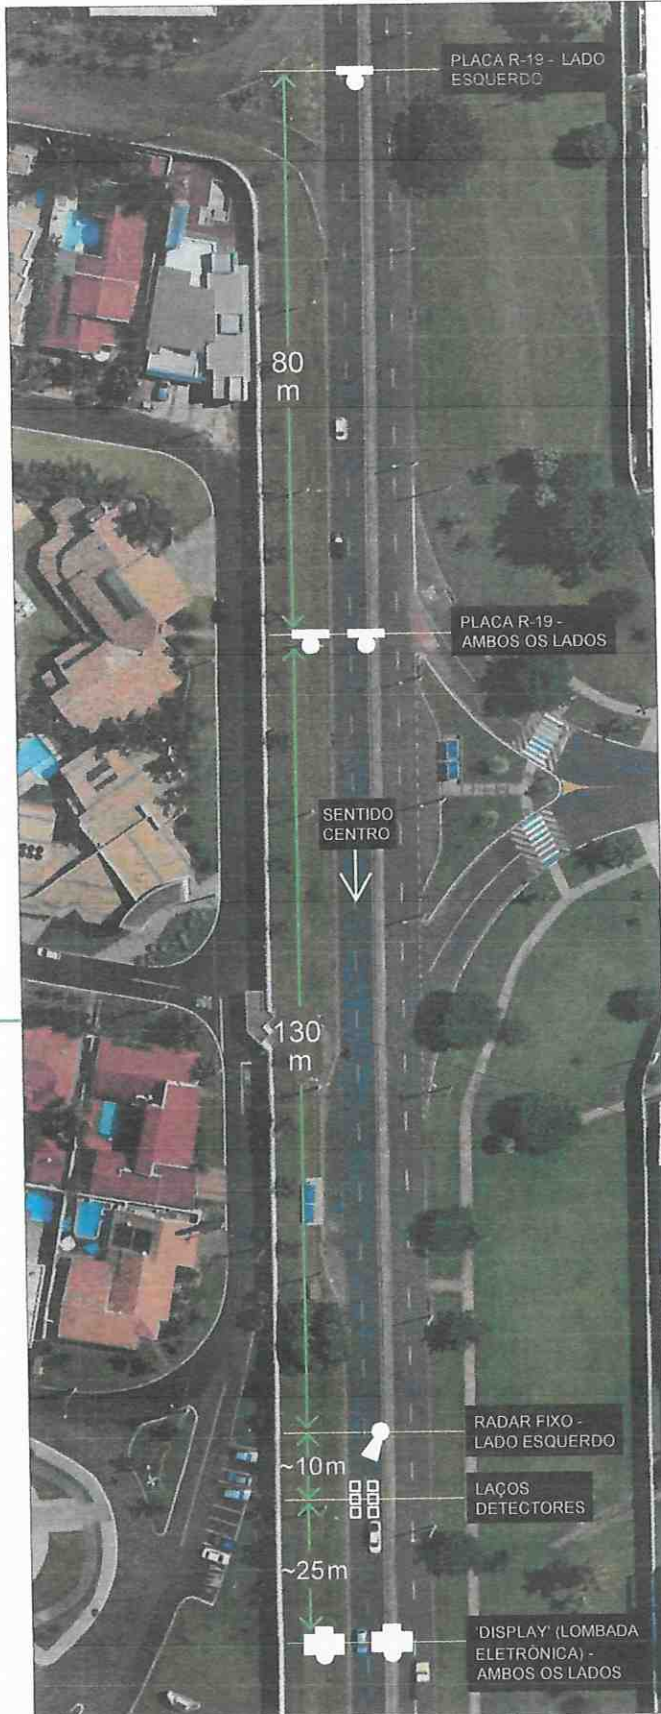 PLACA R-19 - LADO
ESQUERDO
80
m
PLACA R-19 -
AMBOS OS LADOS
SENTIDO
CENTRO
130
m
RADAR FIXO -
LADO ESQUERDO
~10m
LAÇOS
DETECTORES
~25m
'DISPLAY' (LOMBADA
ELETRÔNICA) -
AMBOS OS LADOS